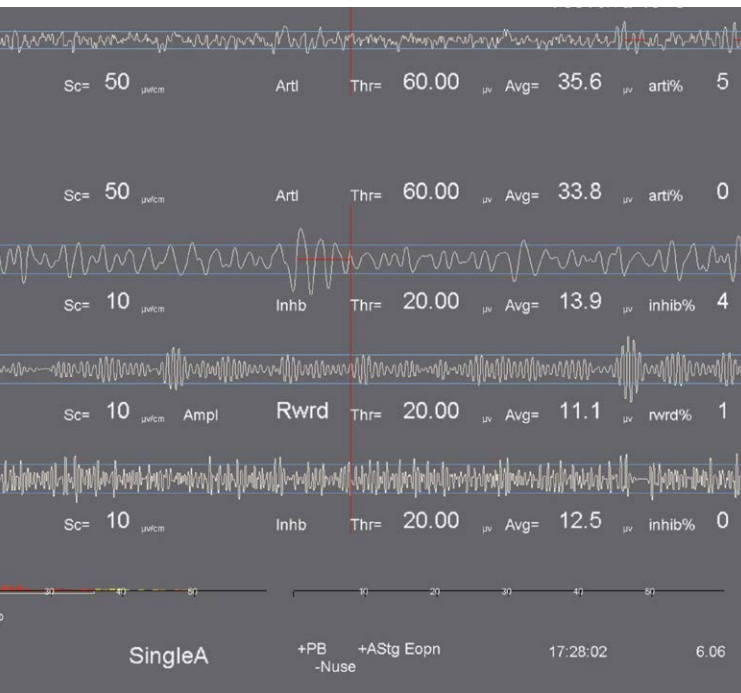 Sc= 50 µv/cm Artl Thr= 60.00 µv Avg= 35.6 µv arti% 5
Sc= 50 µv/cm Artl Thr= 60.00 µv Avg= 33.8 µv arti% 0
Sc= 10 µv/cm Inhb Thr= 20.00 µv Avg= 13.9 µv inhib% 4
Sc= 10 µv/cm Ampl Rwrd Thr= 20.00 µv Avg= 11.1 µv rwrd% 1
Sc= 10 µv/cm Inhb Thr= 20.00 µv Avg= 12.5 µv inhib% 0
30 40 50 10 20 30 40 50
SingleA +PB +AStg Eopn 17:28:02 6.06
-Nuse